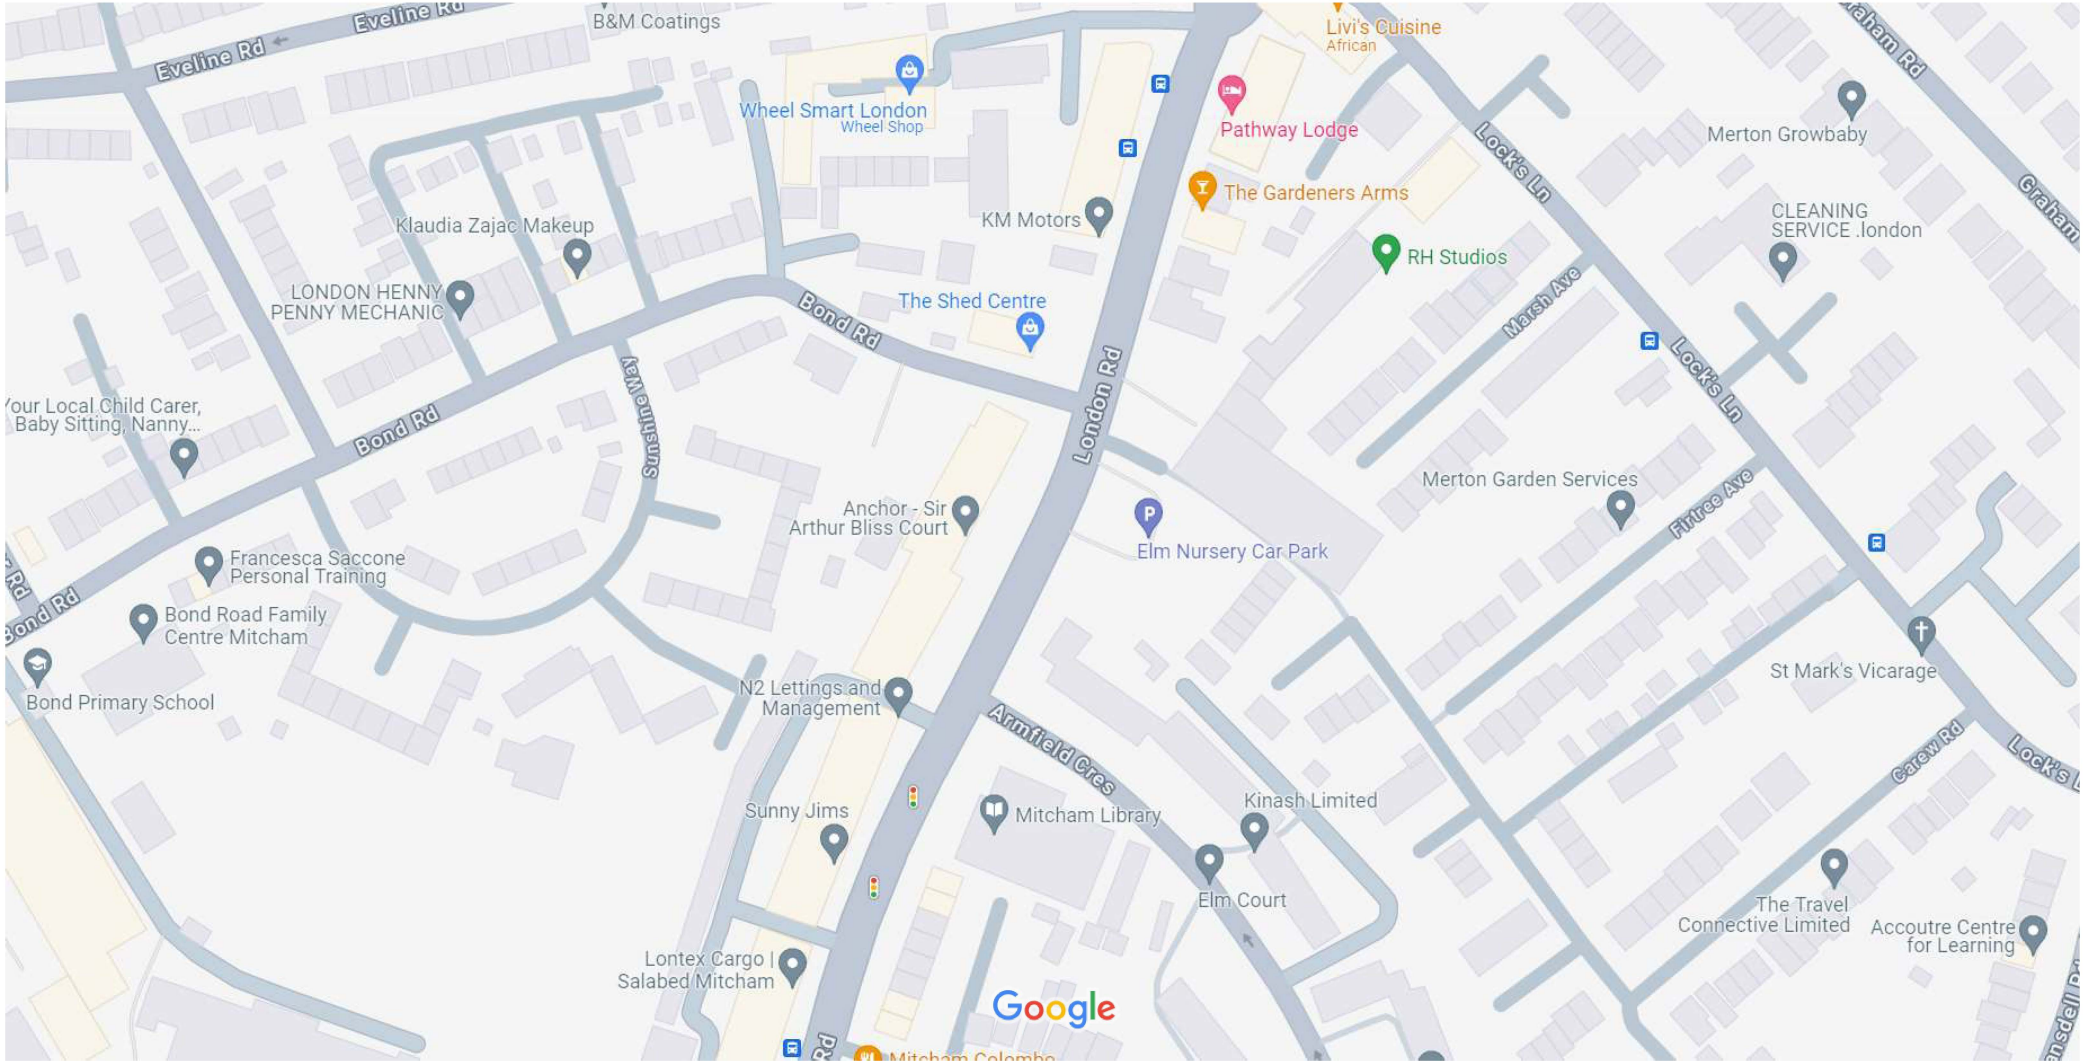 Eveline Rd
Eveline Rd
B&M Coatings
Livi's Cuisine
African
Graham Rd
Wheel Smart London
Wheel Shop
Pathway Lodge
Lock's Ln
Merton Growbaby
The Gardeners Arms
Graham
Klaudia Zajac Makeup
KM Motors
CLEANING
SERVICE .london
RH Studios
LONDON HENNY
PENNY MECHANIC
The Shed Centre
Bond Rd
Marsh Ave
Sunshine Way
London Rd
Lock's Ln
Your Local Child Carer,
Baby Sitting, Nanny...
Bond Rd
Merton Garden Services
Firtree Ave
Anchor - Sir
Arthur Bliss Court
P
Elm Nursery Car Park
Francesca Saccone
Personal Training
Rd
Bond Rd
Bond Road Family
Centre Mitcham
Bond Primary School
St Mark's Vicarage
N2 Lettings and
Management
Armfield Cres
Carew Rd
Lock's L
Sunny Jims
Mitcham Library
Kinash Limited
Elm Court
The Travel
Connective Limited
Accoutre Centre
for Learning
Lontex Cargo |
Salabed Mitcham
Google
Rd
Mitcham Colombo
nsdell Rd